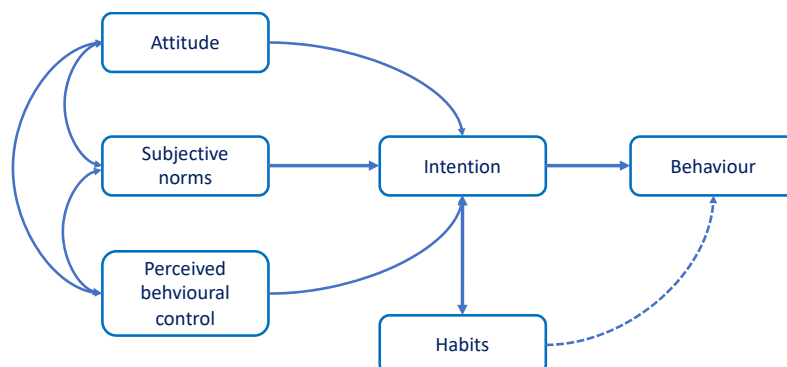 Attitude
Subjective
norms
Intention
Behaviour
Perceived
behvioural
control
Habits